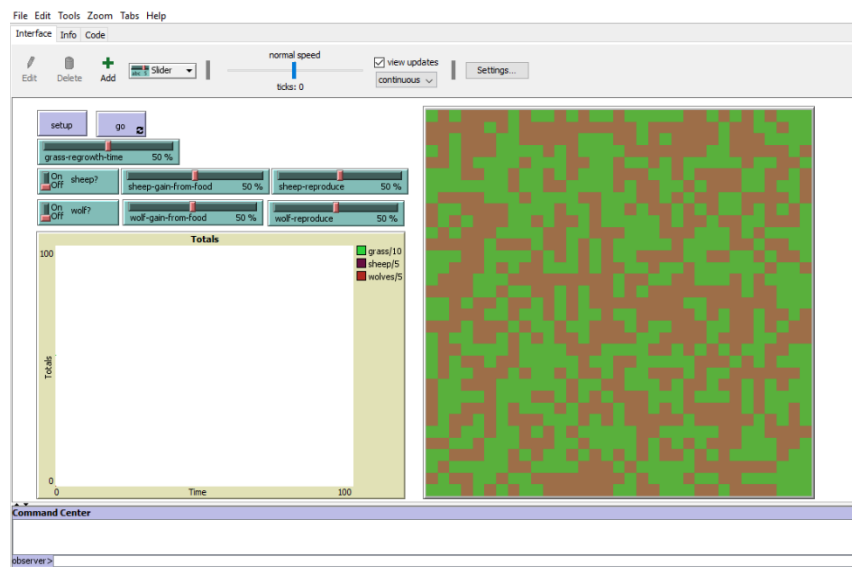 File Edit Tools Zoom Tabs Help
Interface Info Code
Edit Delete Add Slider normal speed ticks: 0 view updates continuous Settings...
setup go
grass-regrowth-time 50 %
On Off sheep? sheep-gain-from-food 50 % sheep-reproduce 50 %
On Off wolf? wolf-gain-from-food 50 % wolf-reproduce 50 %
Totals
100
grass/10
sheep/5
wolves/5
Totals
0
0 Time 100
Command Center
observer>